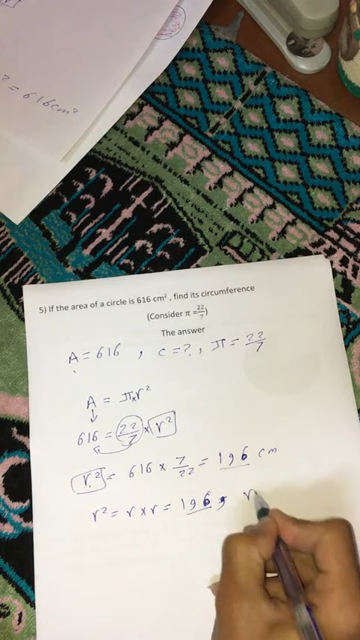 ² = 616cm²
5) If the area of a circle is 616 cm² , find its circumference
(Consider π = 22/7)
The answer
A = 616 , C = ? , π = 22/7
A = π × r²
616 = 22/7 × r²
r² = 616 × 7/22 = 196 cm
r² = r × r = 196 , r